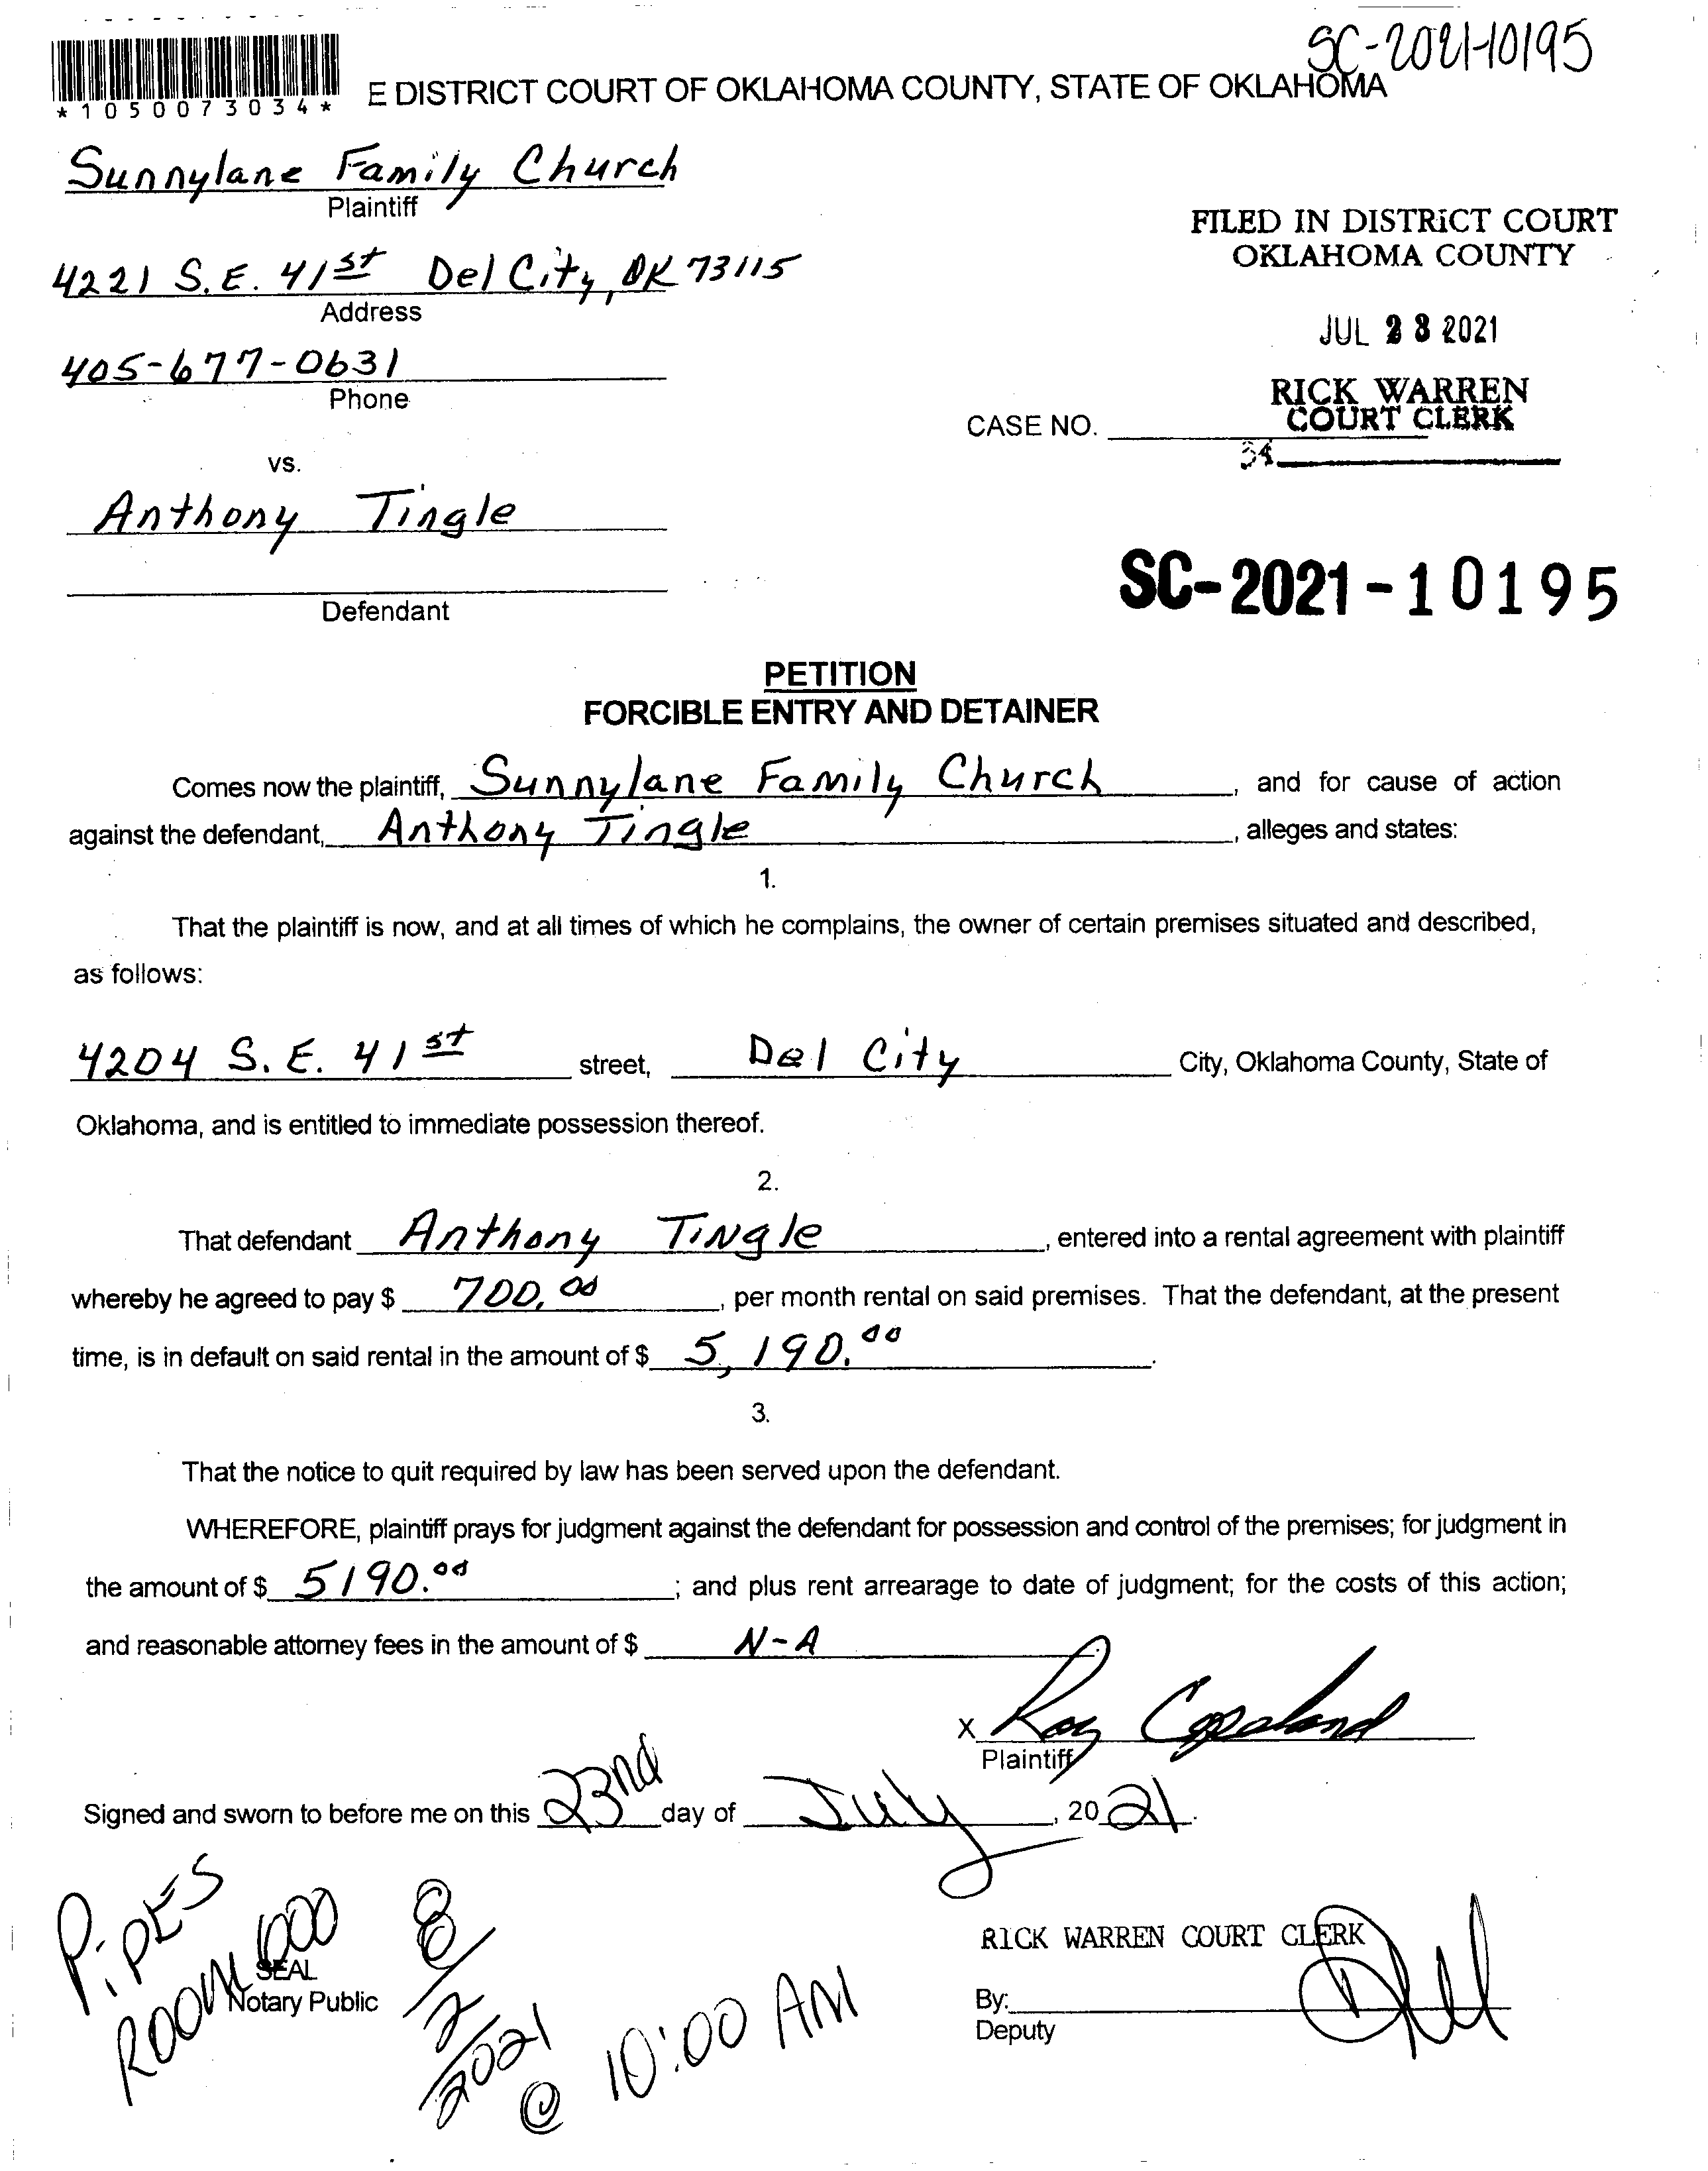 SC-2021-10195
*1050073034*
E DISTRICT COURT OF OKLAHOMA COUNTY, STATE OF OKLAHOMA
Sunnylane Family Church
Plaintiff
4221 S.E. 41st Del City, OK 73115
Address
405-677-0631
Phone
vs.
Anthony Tingle
Defendant
FILED IN DISTRICT COURT
OKLAHOMA COUNTY
JUL 23 2021
RICK WARREN
COURT CLERK
CASE NO.
34
SC-2021-10195
PETITION
FORCIBLE ENTRY AND DETAINER
Comes now the plaintiff, Sunnylane Family Church, and for cause of action
against the defendant, Anthony Tingle, alleges and states:
1.
That the plaintiff is now, and at all times of which he complains, the owner of certain premises situated and described,
as follows:
4204 S.E. 41st street, Del City City, Oklahoma County, State of
Oklahoma, and is entitled to immediate possession thereof.
2.
That defendant Anthony Tingle, entered into a rental agreement with plaintiff
whereby he agreed to pay $ 700.00, per month rental on said premises. That the defendant, at the present
time, is in default on said rental in the amount of $ 5,190.00.
3.
That the notice to quit required by law has been served upon the defendant.
WHEREFORE, plaintiff prays for judgment against the defendant for possession and control of the premises; for judgment in
the amount of $ 5190.00; and plus rent arrearage to date of judgment; for the costs of this action;
and reasonable attorney fees in the amount of $ N-A
X Roy Copeland
Plaintiff
Signed and sworn to before me on this 23nd day of July, 2021.
PIPES
ROOM 600
SEAL
Notary Public
8/2/2021
@ 10:00 AM
RICK WARREN COURT CLERK
By:
Deputy